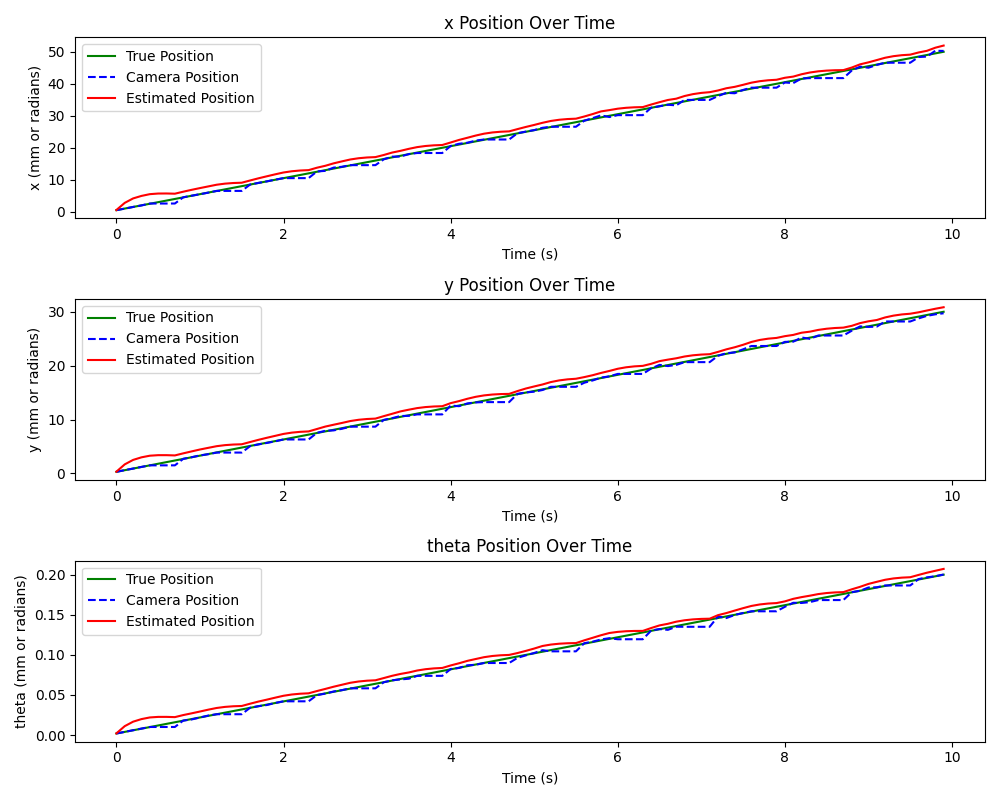 x Position Over Time
x (mm or radians)
50
40
30
20
10
0
True Position
Camera Position
Estimated Position
0 2 4 6 8 10
Time (s)
y Position Over Time
y (mm or radians)
30
20
10
0
True Position
Camera Position
Estimated Position
0 2 4 6 8 10
Time (s)
theta Position Over Time
theta (mm or radians)
0.20
0.15
0.10
0.05
0.00
True Position
Camera Position
Estimated Position
0 2 4 6 8 10
Time (s)